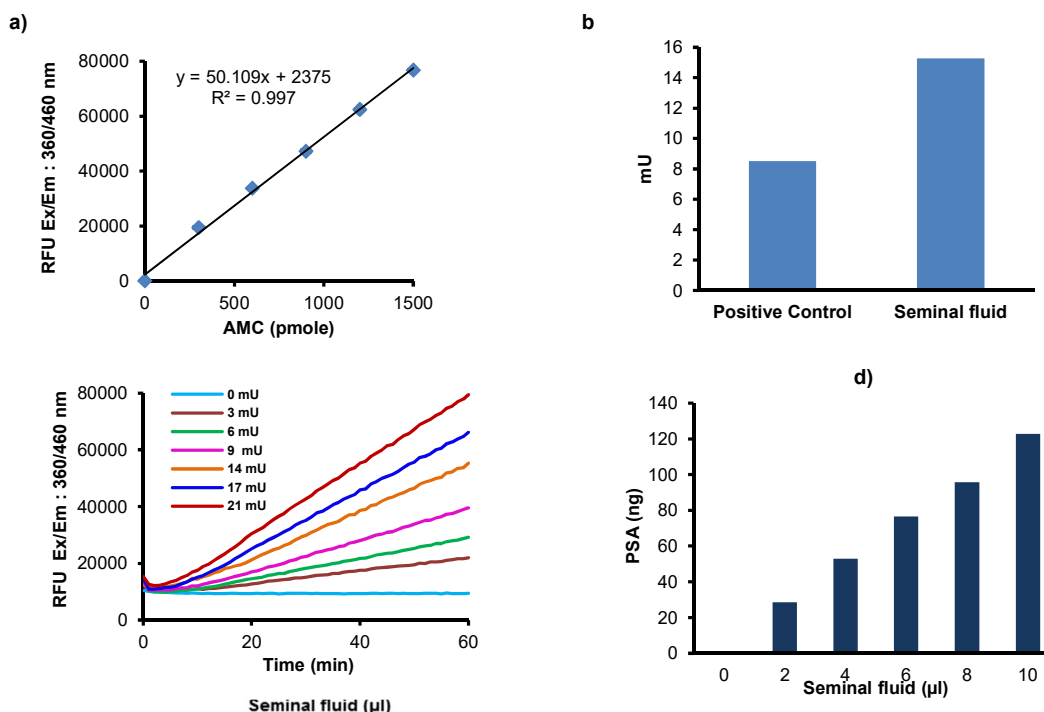 a)
80000
60000
40000
20000
0
RFU Ex/Em : 360/460 nm
y = 50.109x + 2375
R² = 0.997
0 500 1000 1500
AMC (pmole)
b
16
14
12
10
8
6
4
2
0
mU
Positive Control Seminal fluid
80000
60000
40000
20000
0
RFU Ex/Em : 360/460 nm
0 mU
3 mU
6 mU
9 mU
14 mU
17 mU
21 mU
0 20 40 60
Time (min)
Seminal fluid (µl)
d)
140
120
100
80
60
40
20
0
PSA (ng)
0 2 4 6 8 10
Seminal fluid (µl)